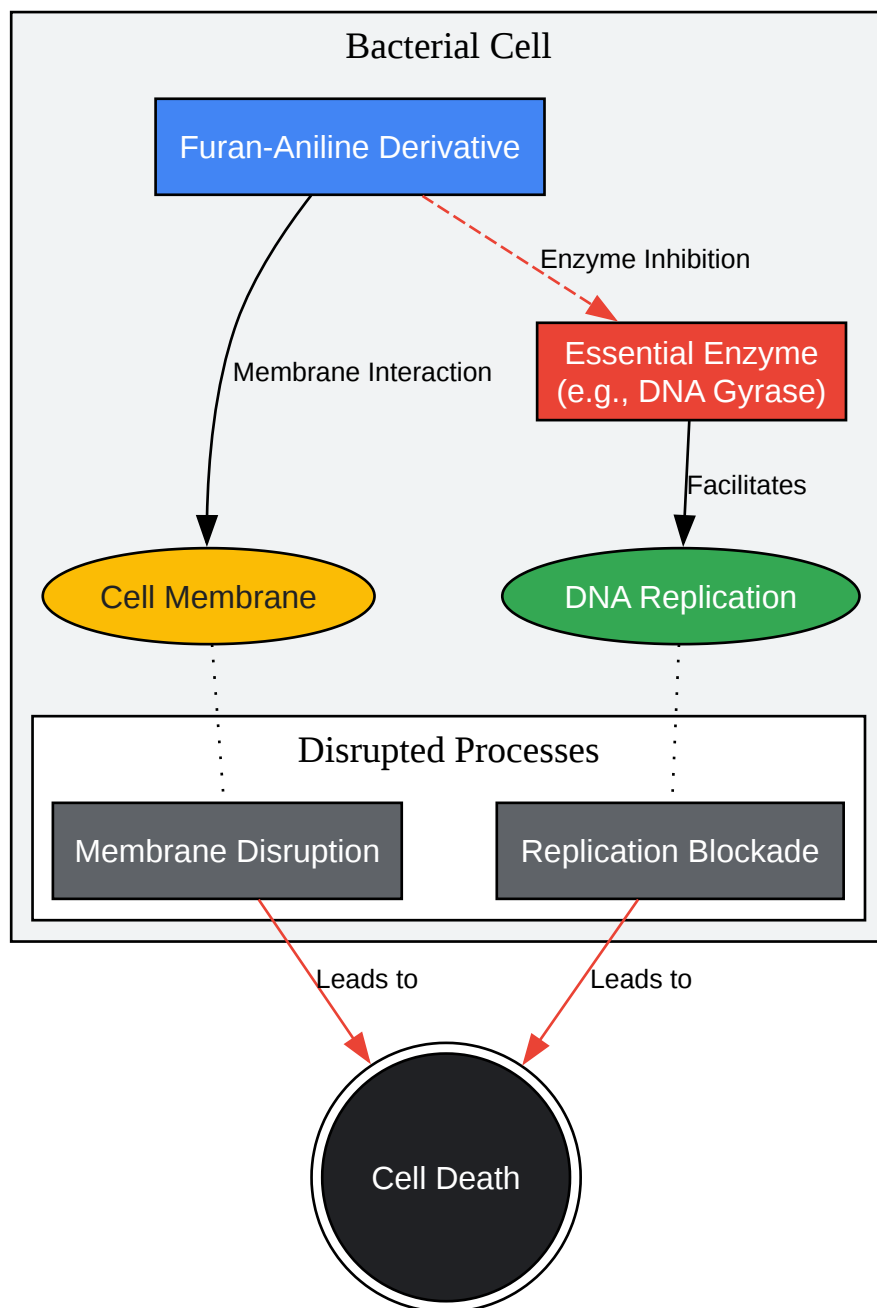 Bacterial Cell
Furan-Aniline Derivative
Enzyme Inhibition
Essential Enzyme
(e.g., DNA Gyrase)
Membrane Interaction
Facilitates
Cell Membrane
DNA Replication
Disrupted Processes
Membrane Disruption
Replication Blockade
Leads to
Leads to
Cell Death